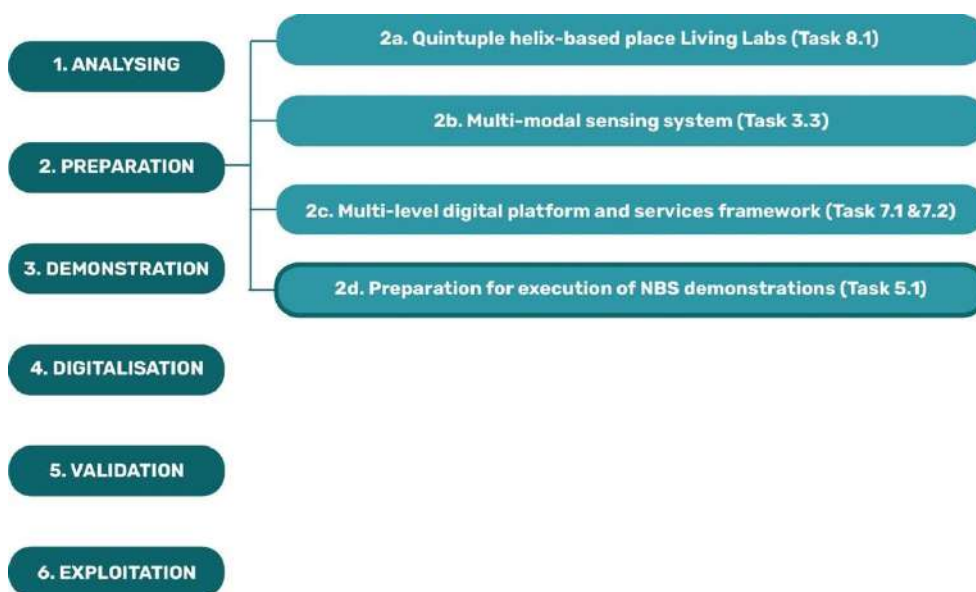 1. ANALYSING
2. PREPARATION
3. DEMONSTRATION
4. DIGITALISATION
5. VALIDATION
6. EXPLOITATION
2a. Quintuple helix-based place Living Labs (Task 8.1)
2b. Multi-modal sensing system (Task 3.3)
2c. Multi-level digital platform and services framework (Task 7.1 &7.2)
2d. Preparation for execution of NBS demonstrations (Task 5.1)